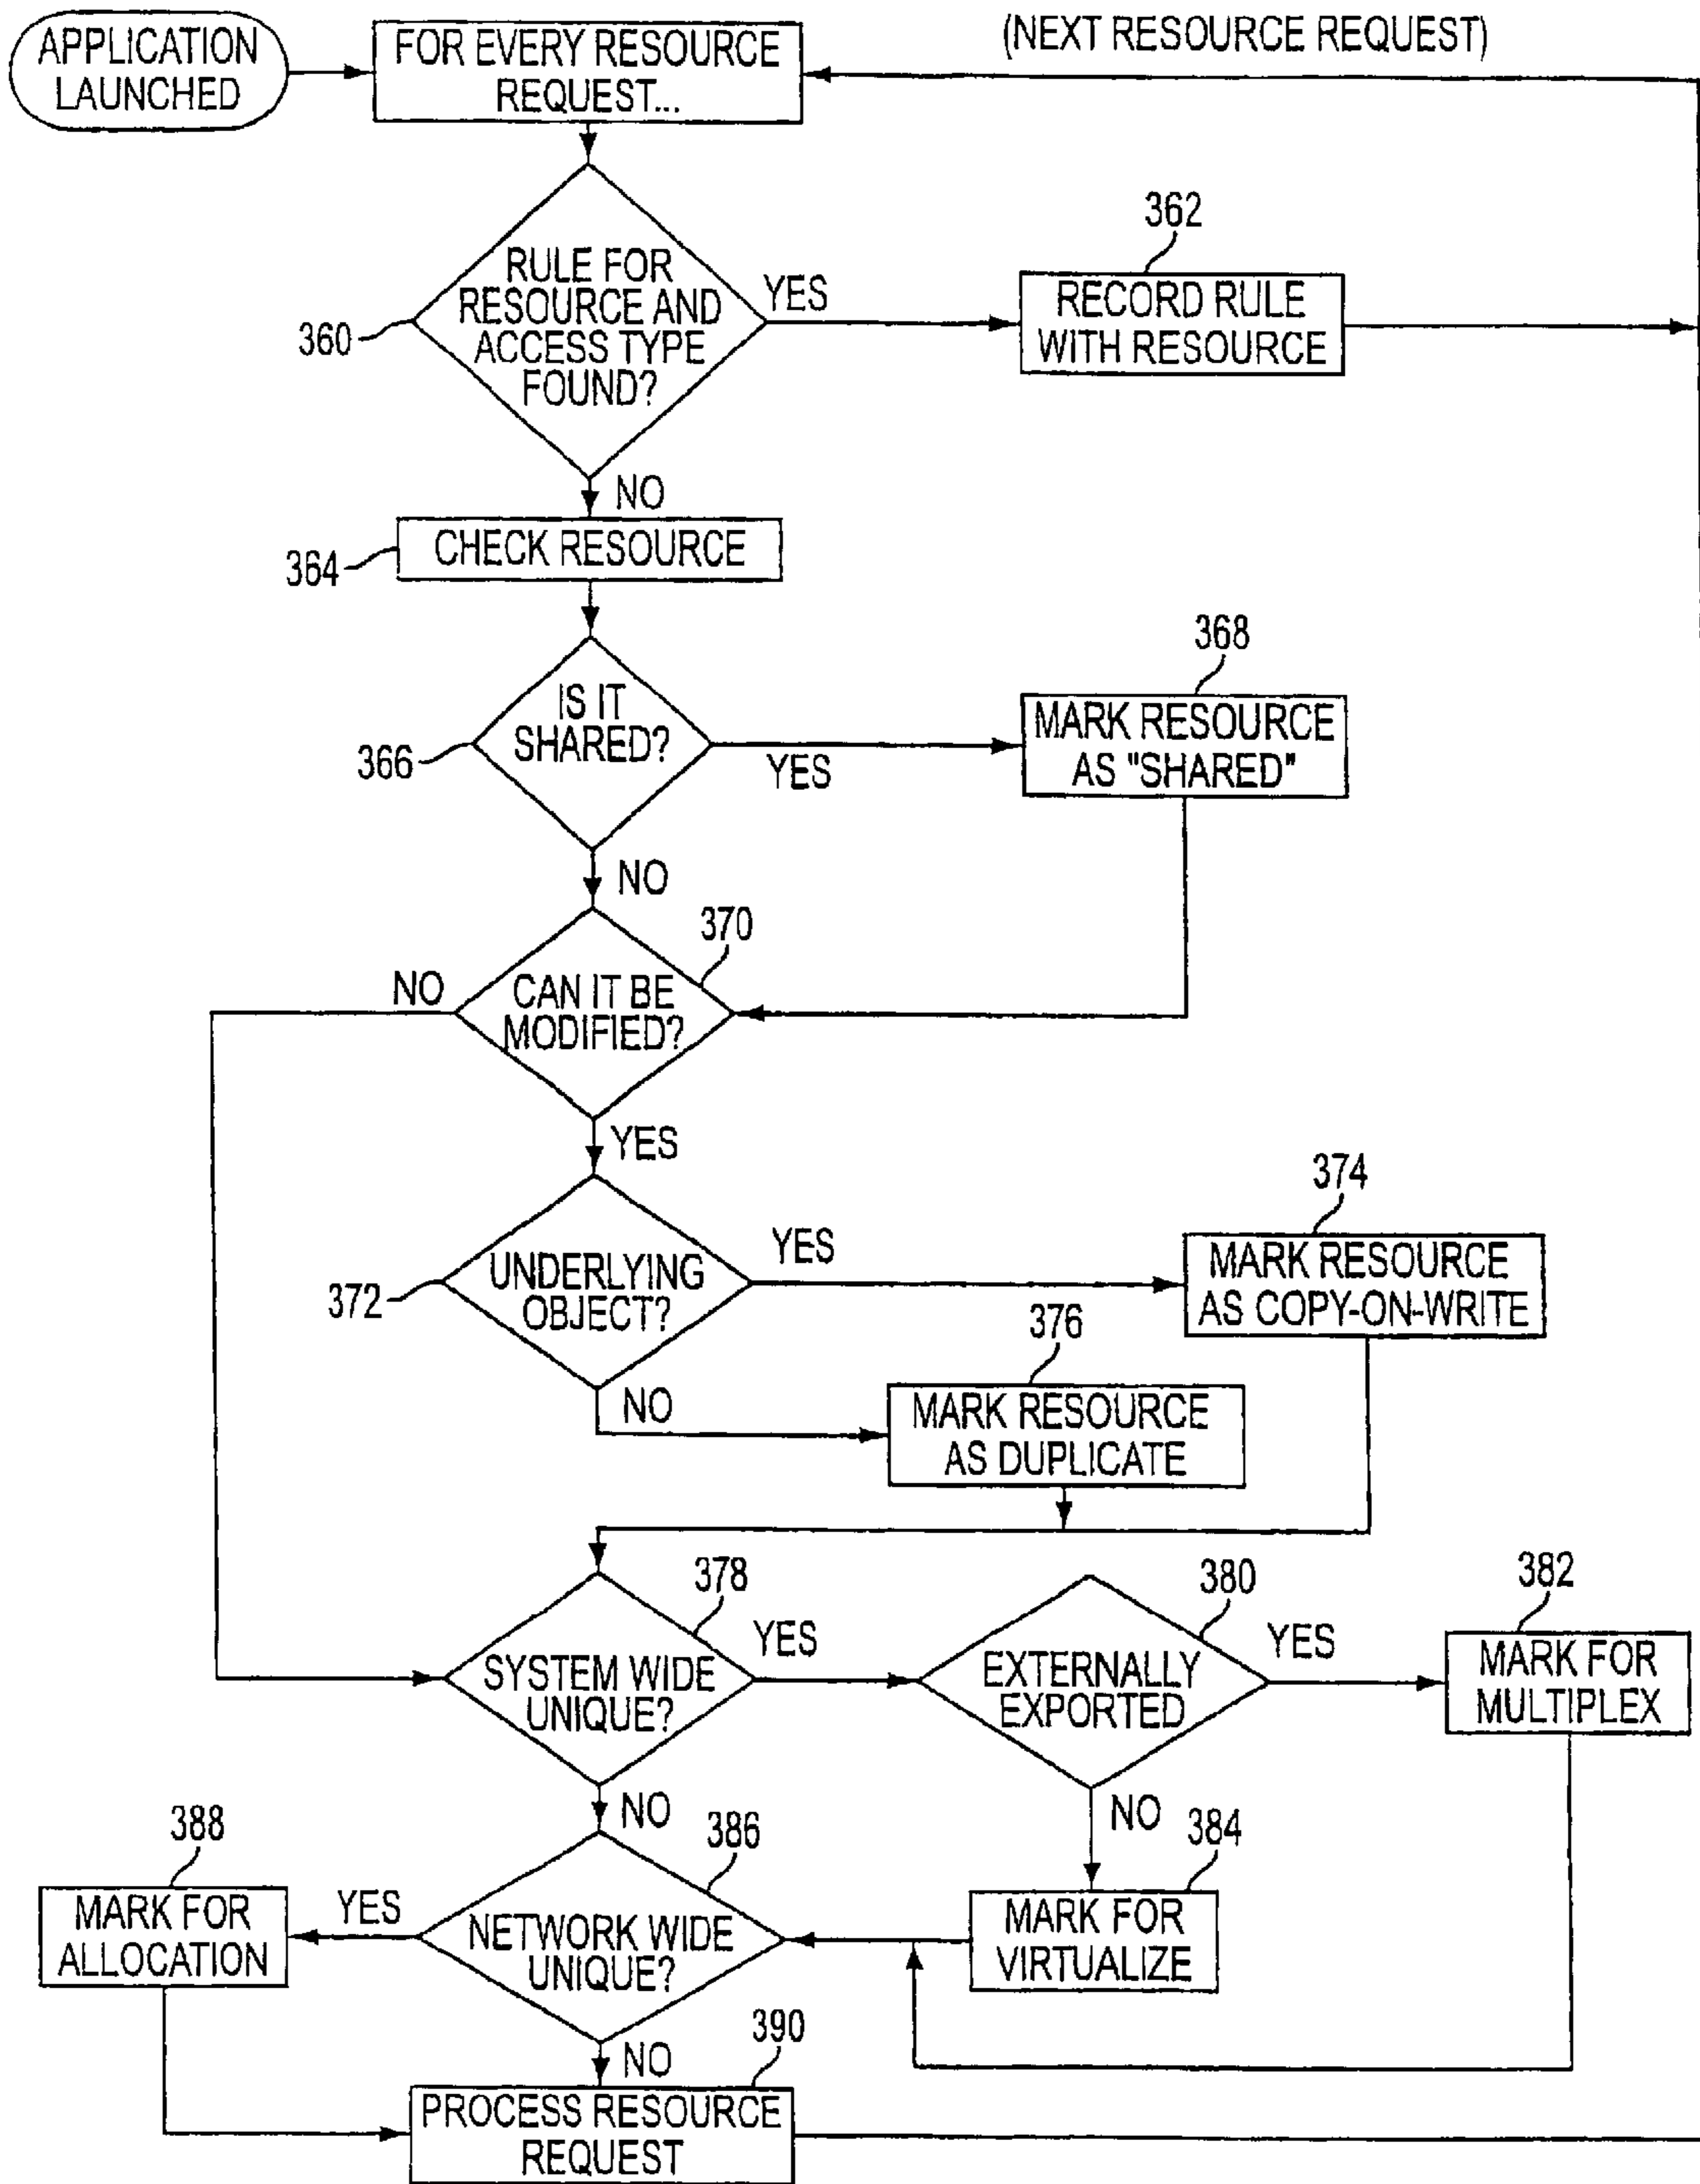 APPLICATION
LAUNCHED
FOR EVERY RESOURCE
REQUEST...
(NEXT RESOURCE REQUEST)
360
RULE FOR
RESOURCE AND
ACCESS TYPE
FOUND?
YES
362
RECORD RULE
WITH RESOURCE
NO
364
CHECK RESOURCE
366
IS IT
SHARED?
YES
368
MARK RESOURCE
AS "SHARED"
NO
370
NO
CAN IT BE
MODIFIED?
YES
372
UNDERLYING
OBJECT?
YES
374
MARK RESOURCE
AS COPY-ON-WRITE
NO
376
MARK RESOURCE
AS DUPLICATE
378
SYSTEM WIDE
UNIQUE?
YES
380
EXTERNALLY
EXPORTED
YES
382
MARK FOR
MULTIPLEX
NO
NO
384
MARK FOR
VIRTUALIZE
386
NETWORK WIDE
UNIQUE?
YES
388
MARK FOR
ALLOCATION
NO
390
PROCESS RESOURCE
REQUEST